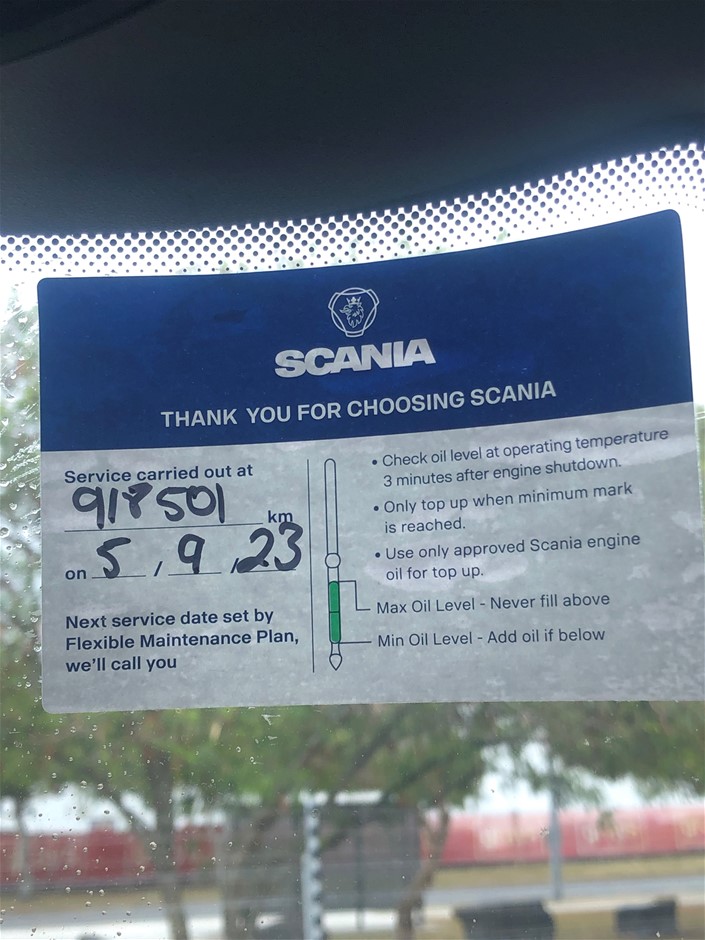 SCANIA
THANK YOU FOR CHOOSING SCANIA
Service carried out at
918501 km
on 5 / 9 / 23
Next service date set by
Flexible Maintenance Plan,
we'll call you
• Check oil level at operating temperature
3 minutes after engine shutdown.
• Only top up when minimum mark
is reached.
• Use only approved Scania engine
oil for top up.
Max Oil Level - Never fill above
Min Oil Level - Add oil if below